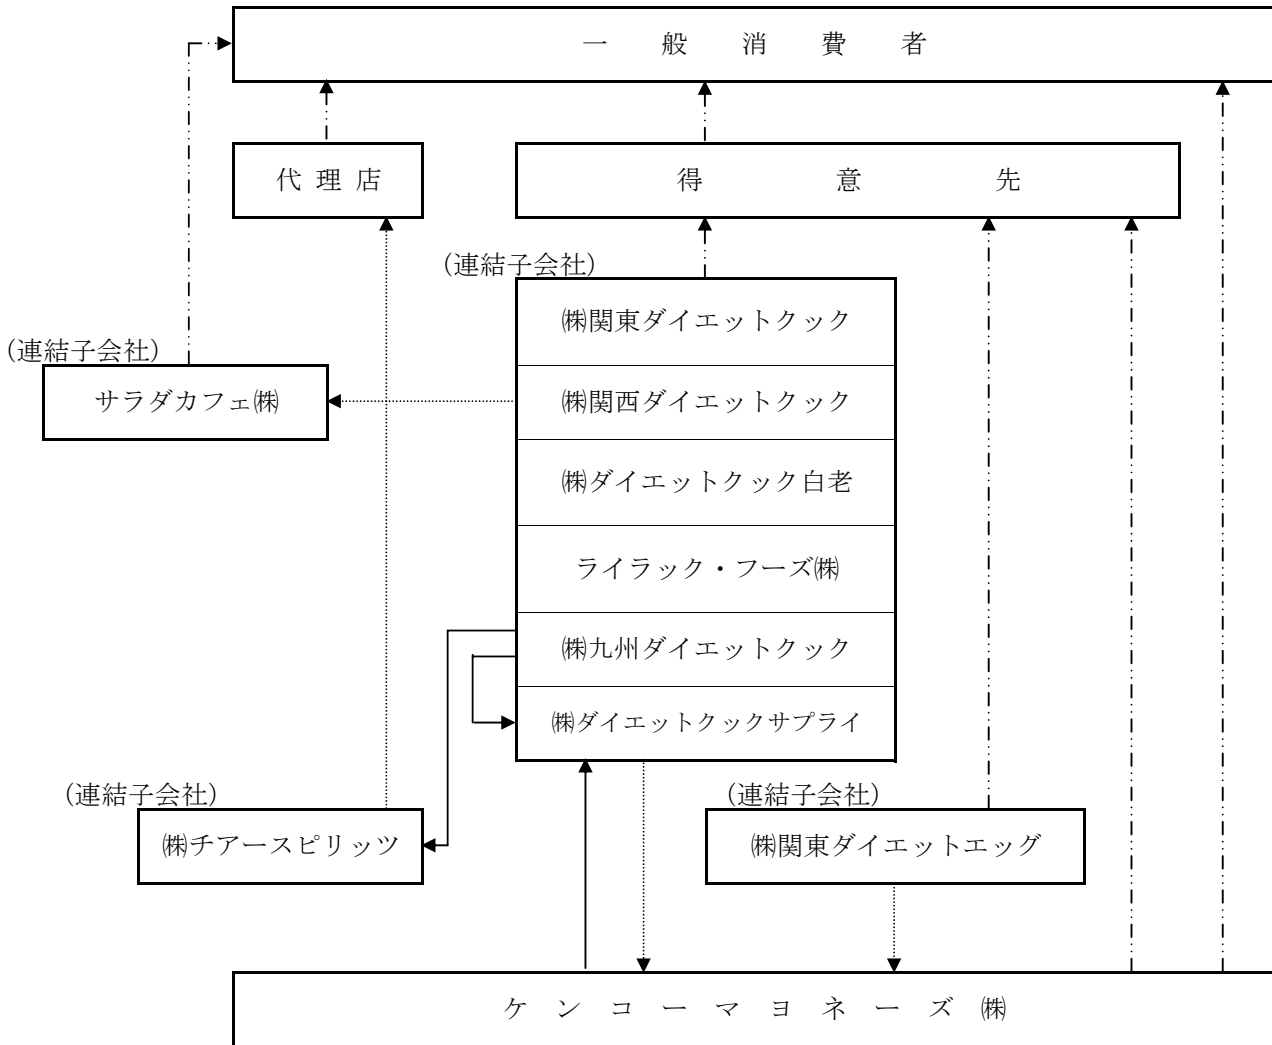 一般消費者
代理店
得意先
(連結子会社)
㈱関東ダイエットクック
(連結子会社)
サラダカフェ㈱
㈱関西ダイエットクック
㈱ダイエットクック白老
ライラック・フーズ㈱
㈱九州ダイエットクック
㈱ダイエットクックサプライ
(連結子会社)
(連結子会社)
㈱チアースピリッツ
㈱関東ダイエットエッグ
ケンコーマヨネーズ㈱